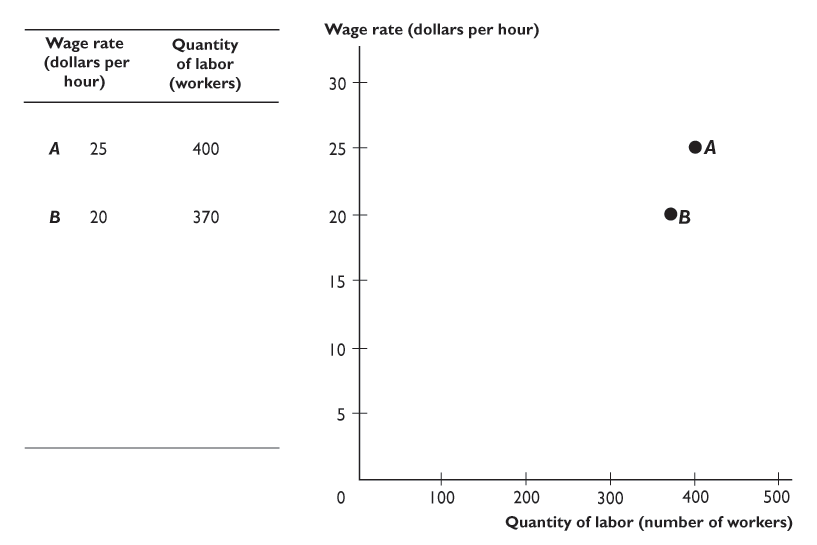 Wage rate
(dollars per
hour)
Quantity
of labor
(workers)
A 25 400
B 20 370
Wage rate (dollars per hour)
30
25
20
15
10
5
0
100 200 300 400 500
A
B
Quantity of labor (number of workers)